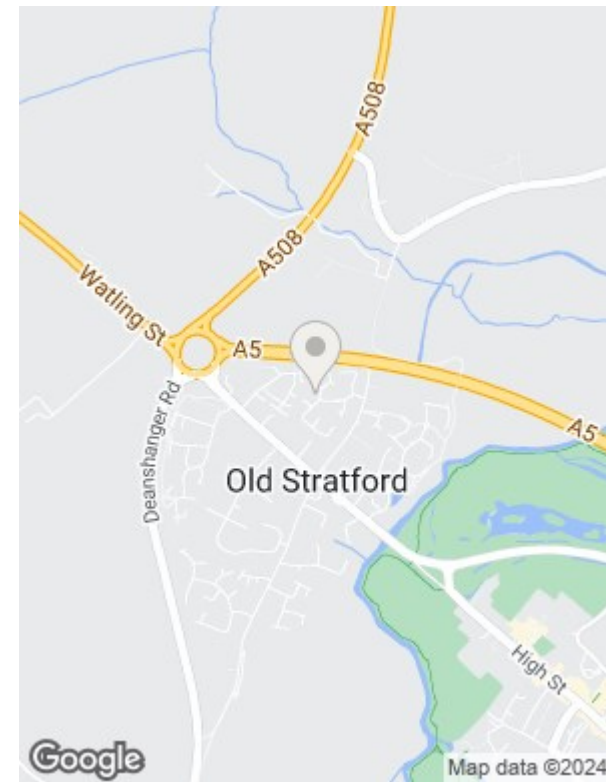 A508
A508
Watling St
A5
Deanshanger Rd
A5
Old Stratford
High St
Google
Map data ©2024